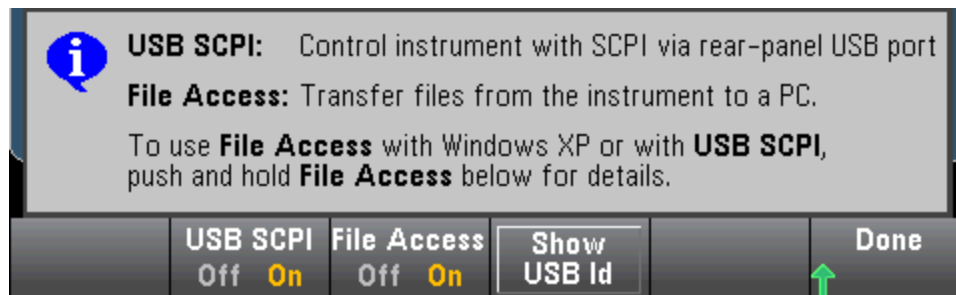 USB SCPI: Control instrument with SCPI via rear-panel USB port
File Access: Transfer files from the instrument to a PC.
To use File Access with Windows XP or with USB SCPI,
push and hold File Access below for details.
USB SCPI File Access Show Done
Off On Off On USB Id